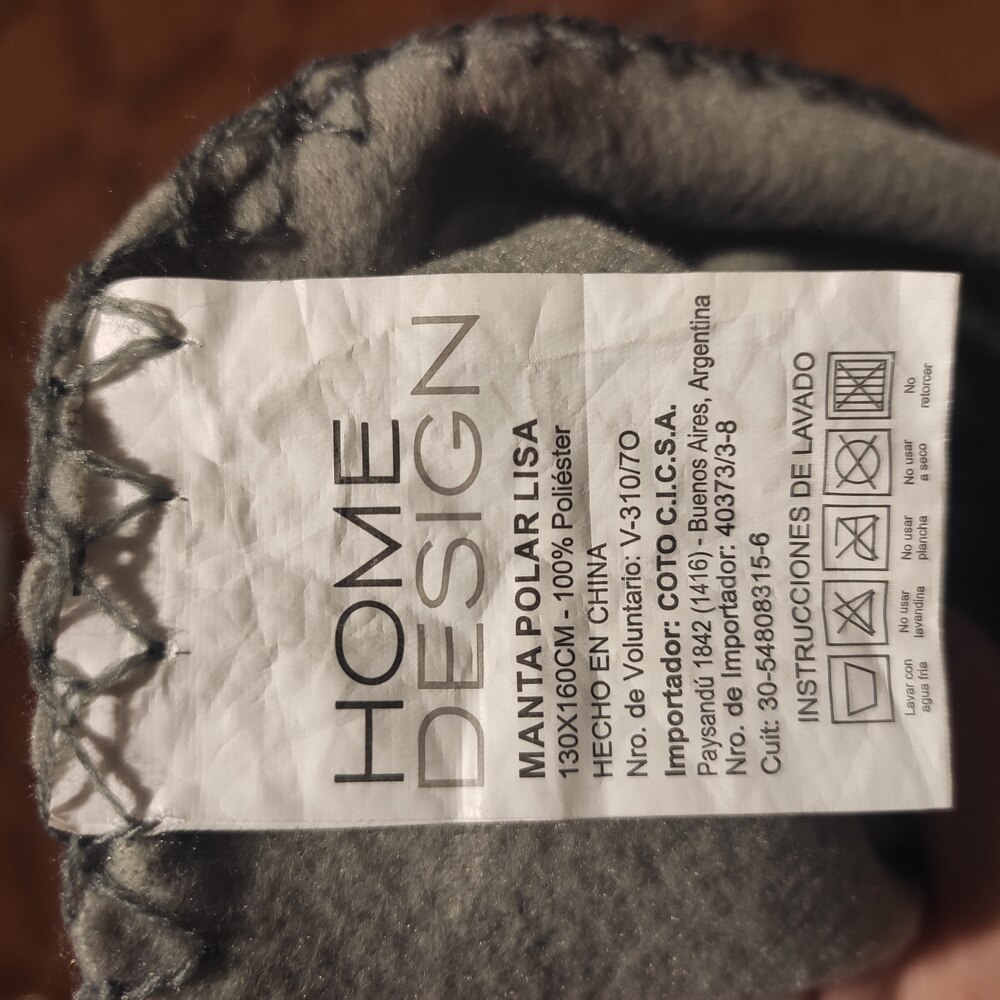 HOME
DESIGN
MANTA POLAR LISA
130X160CM - 100% Poliéster
HECHO EN CHINA
Nro. de Voluntario: V-310/7O
Importador: COTO C.I.C.S.A.
Paysandú 1842 (1416) - Buenos Aires, Argentina
Nro. de Importador: 40373/3-8
Cuit: 30-54808315-6
INSTRUCCIONES DE LAVADO
Lavar con agua fria
No usar lavandina
No usar plancha
No usar a seco
No retorcer